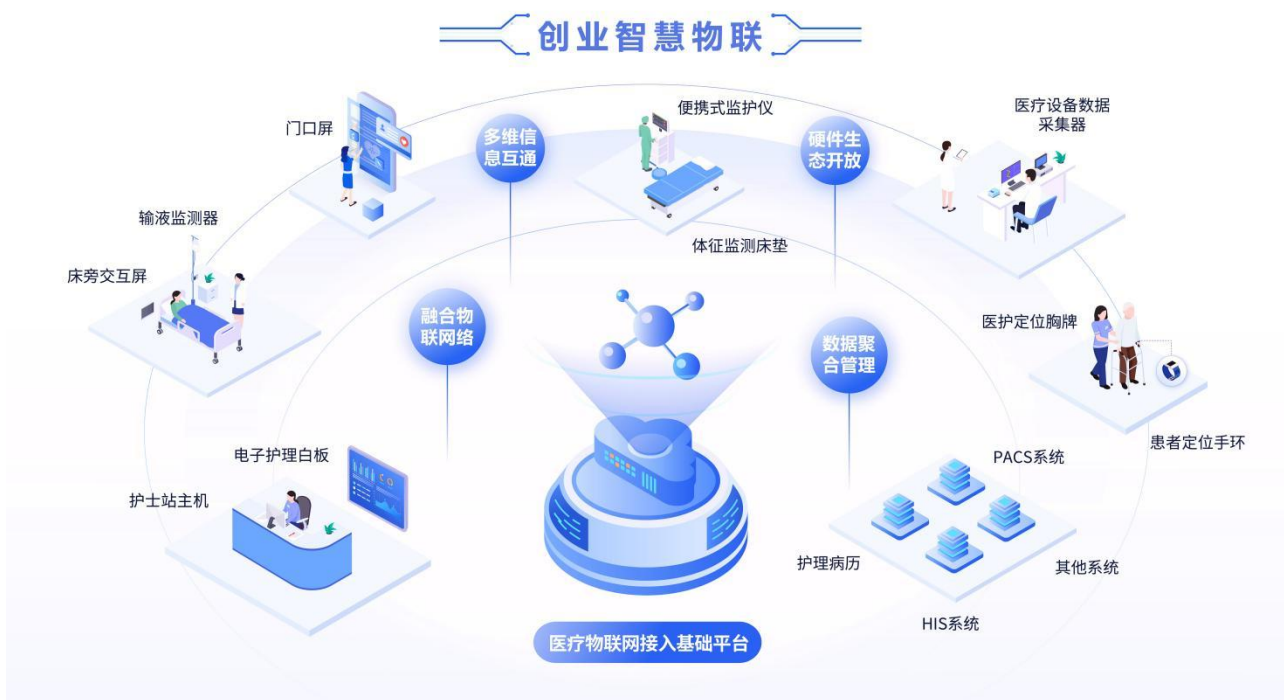 创业智慧物联
门口屏
多维信
息互通
便携式监护仪
硬件生
态开放
医疗设备数据
采集器
输液监测器
床旁交互屏
体征监测床垫
融合物
联网络
数据聚
合管理
医护定位胸牌
患者定位手环
电子护理白板
护士站主机
PACS系统
护理病历
其他系统
HIS系统
医疗物联网接入基础平台